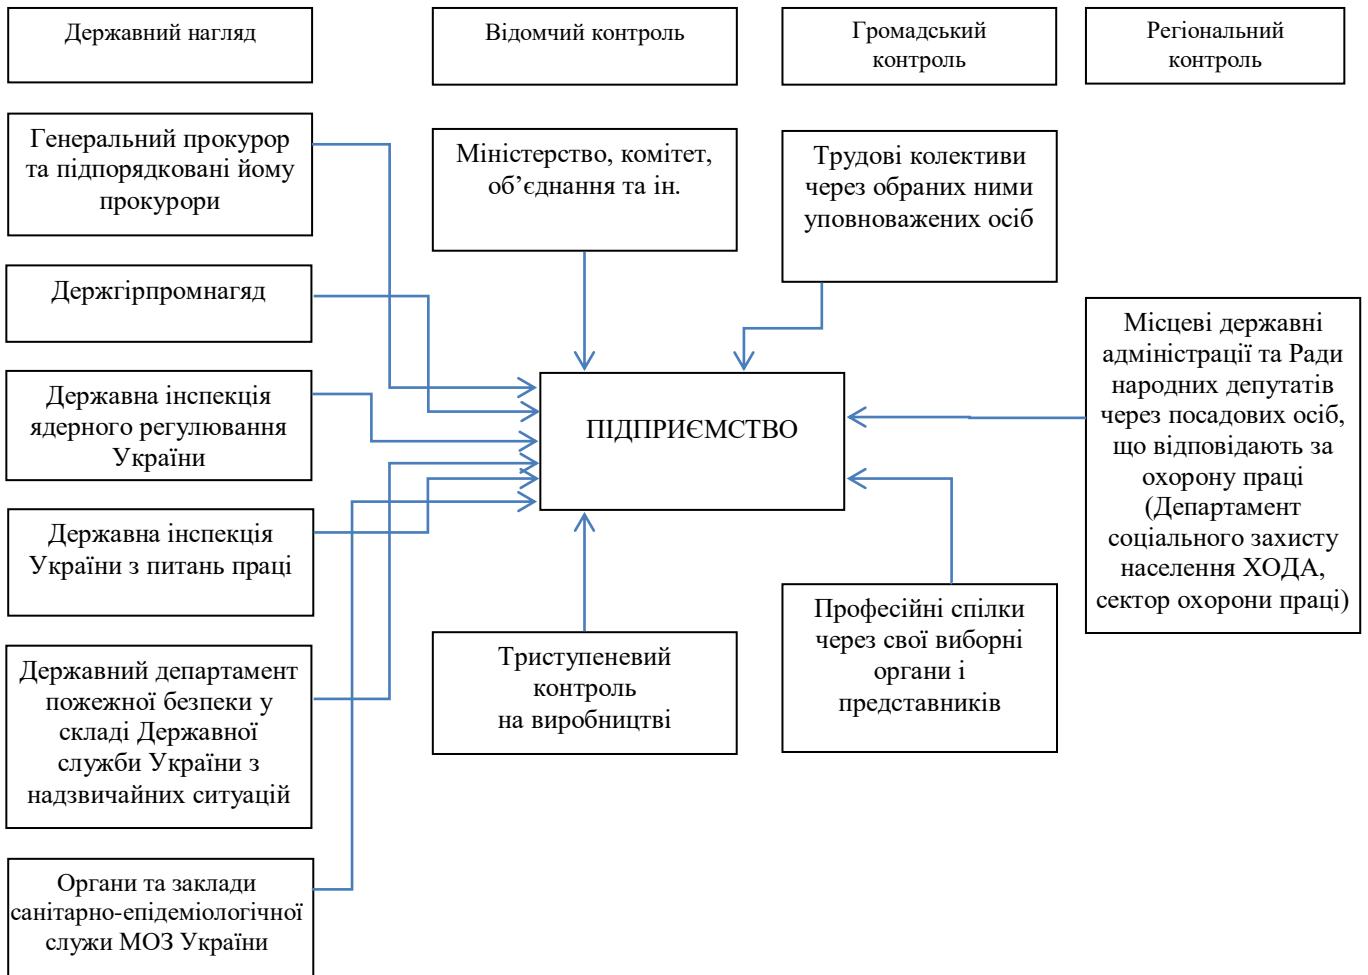 Державний нагляд
Відомчий контроль
Громадський
контроль
Регіональний
контроль
Генеральний прокурор
та підпорядковані йому
прокурори
Держгірпромнагяд
Державна інспекція
ядерного регулювання
України
Державна інспекція
України з питань праці
Державний департамент
пожежної безпеки у
складі Державної
служби України з
надзвичайних ситуацій
Органи та заклади
санітарно-епідеміологічної
служи МОЗ України
Міністерство, комітет,
об’єднання та ін.
ПІДПРИЄМСТВО
Триступеневий
контроль
на виробництві
Трудові колективи
через обраних ними
уповноважених осіб
Професійні спілки
через свої виборні
органи і
представників
Місцеві державні
адміністрації та Ради
народних депутатів
через посадових осіб,
що відповідають за
охорону праці
(Департамент
соціального захисту
населення ХОДА,
сектор охорони праці)